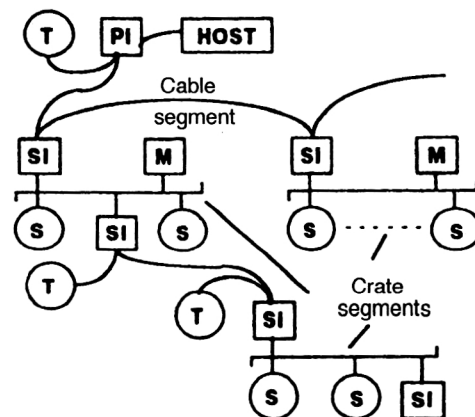 T PI HOST
Cable
segment
SI M SI M
S SI S S S
T
T SI
Crate
segments
S S SI